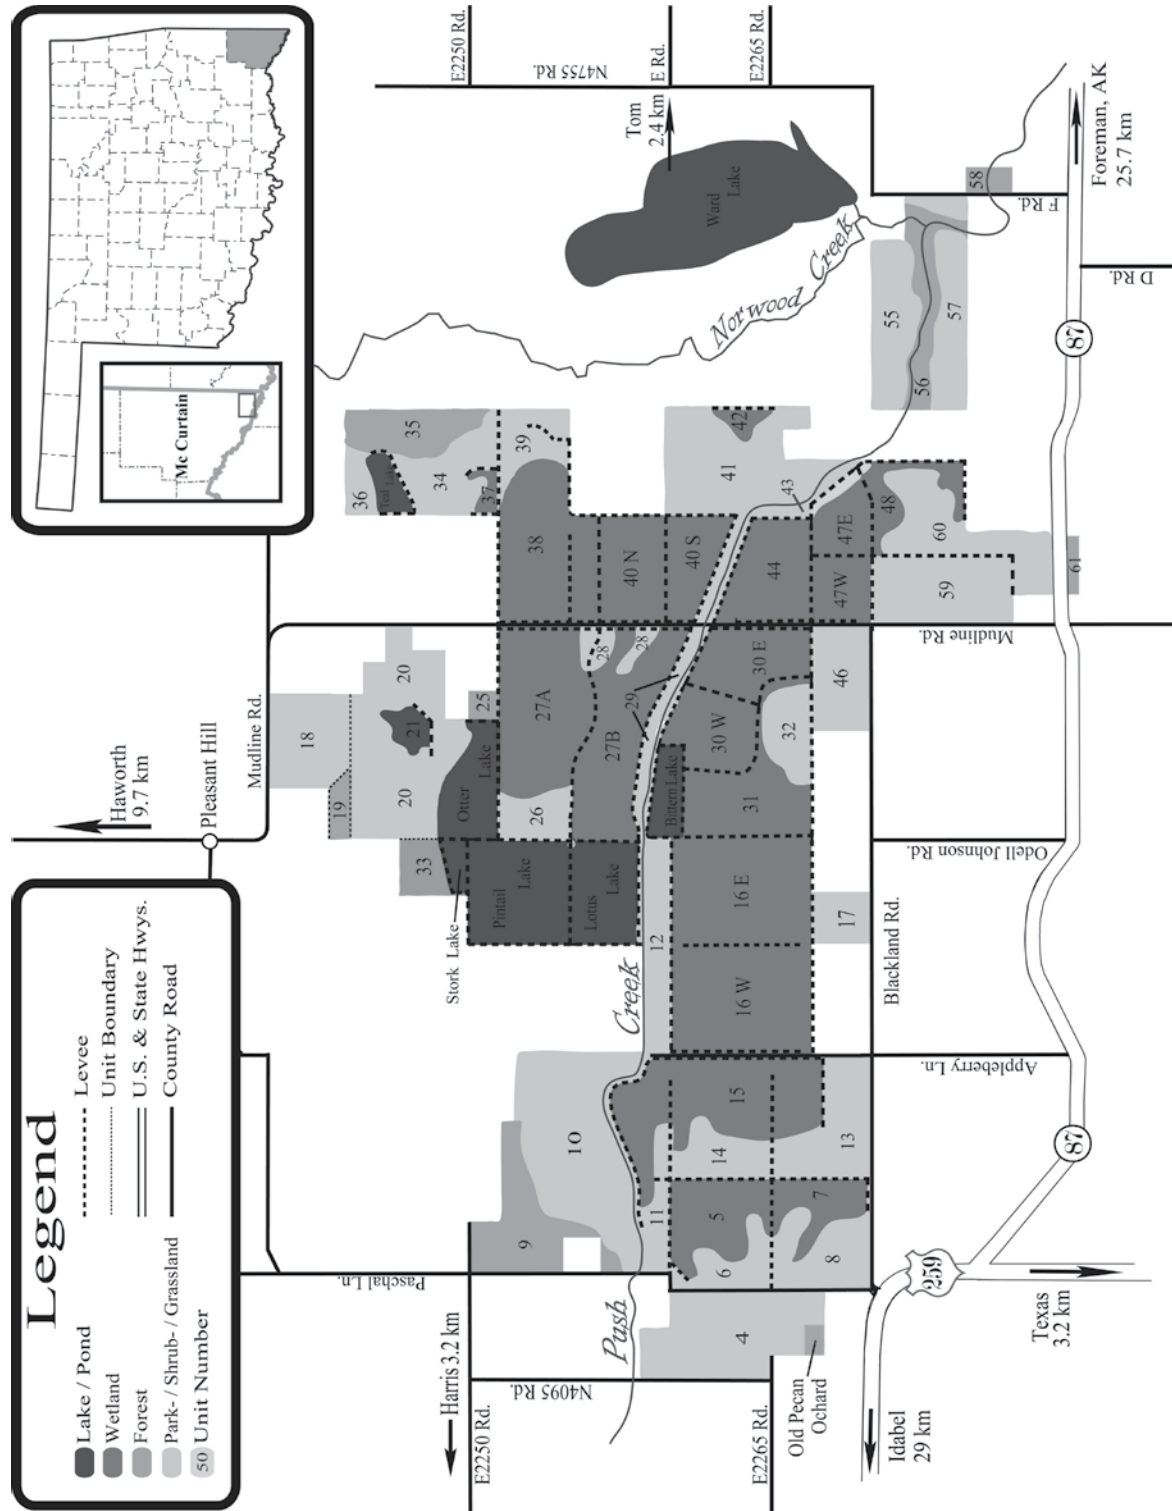 Legend
Lake / Pond
Wetland
Forest
Park- / Shrub- / Grassland
50 Unit Number
Levee
Unit Boundary
U.S. & State Hwys.
County Road
Mc Curtain
Haworth
9.7 km
Pleasant Hill
Mudline Rd.
Harris 3.2 km
E2250 Rd.
N4095 Rd.
E2265 Rd.
Paschal Ln.
Old Pecan
Ochard
Idabel
29 km
Texas
3.2 km
259
87
Appleberry Ln.
Blackland Rd.
Odell Johnson Rd.
Mudline Rd.
87
D Rd.
F Rd.
Foreman, AK
25.7 km
E2250 Rd.
N4755 Rd.
E Rd.
E2265 Rd.
Tom
2.4 km
Ward
Lake
Norwood Creek
Push
Creek
Stork Lake
Pintail
Lake
Lotus
Lake
Otter
Lake
Bittern Lake
Teal
Lake
4
5
6
7
8
9
10
11
12
13
14
15
16 W
16 E
17
18
19
20
20
21
25
26
27A
27B
28
28
29
30 W
30 E
31
32
33
34
35
36
37
38
39
40 N
40 S
41
42
43
44
46
47W
47E
48
55
56
57
58
59
60
61